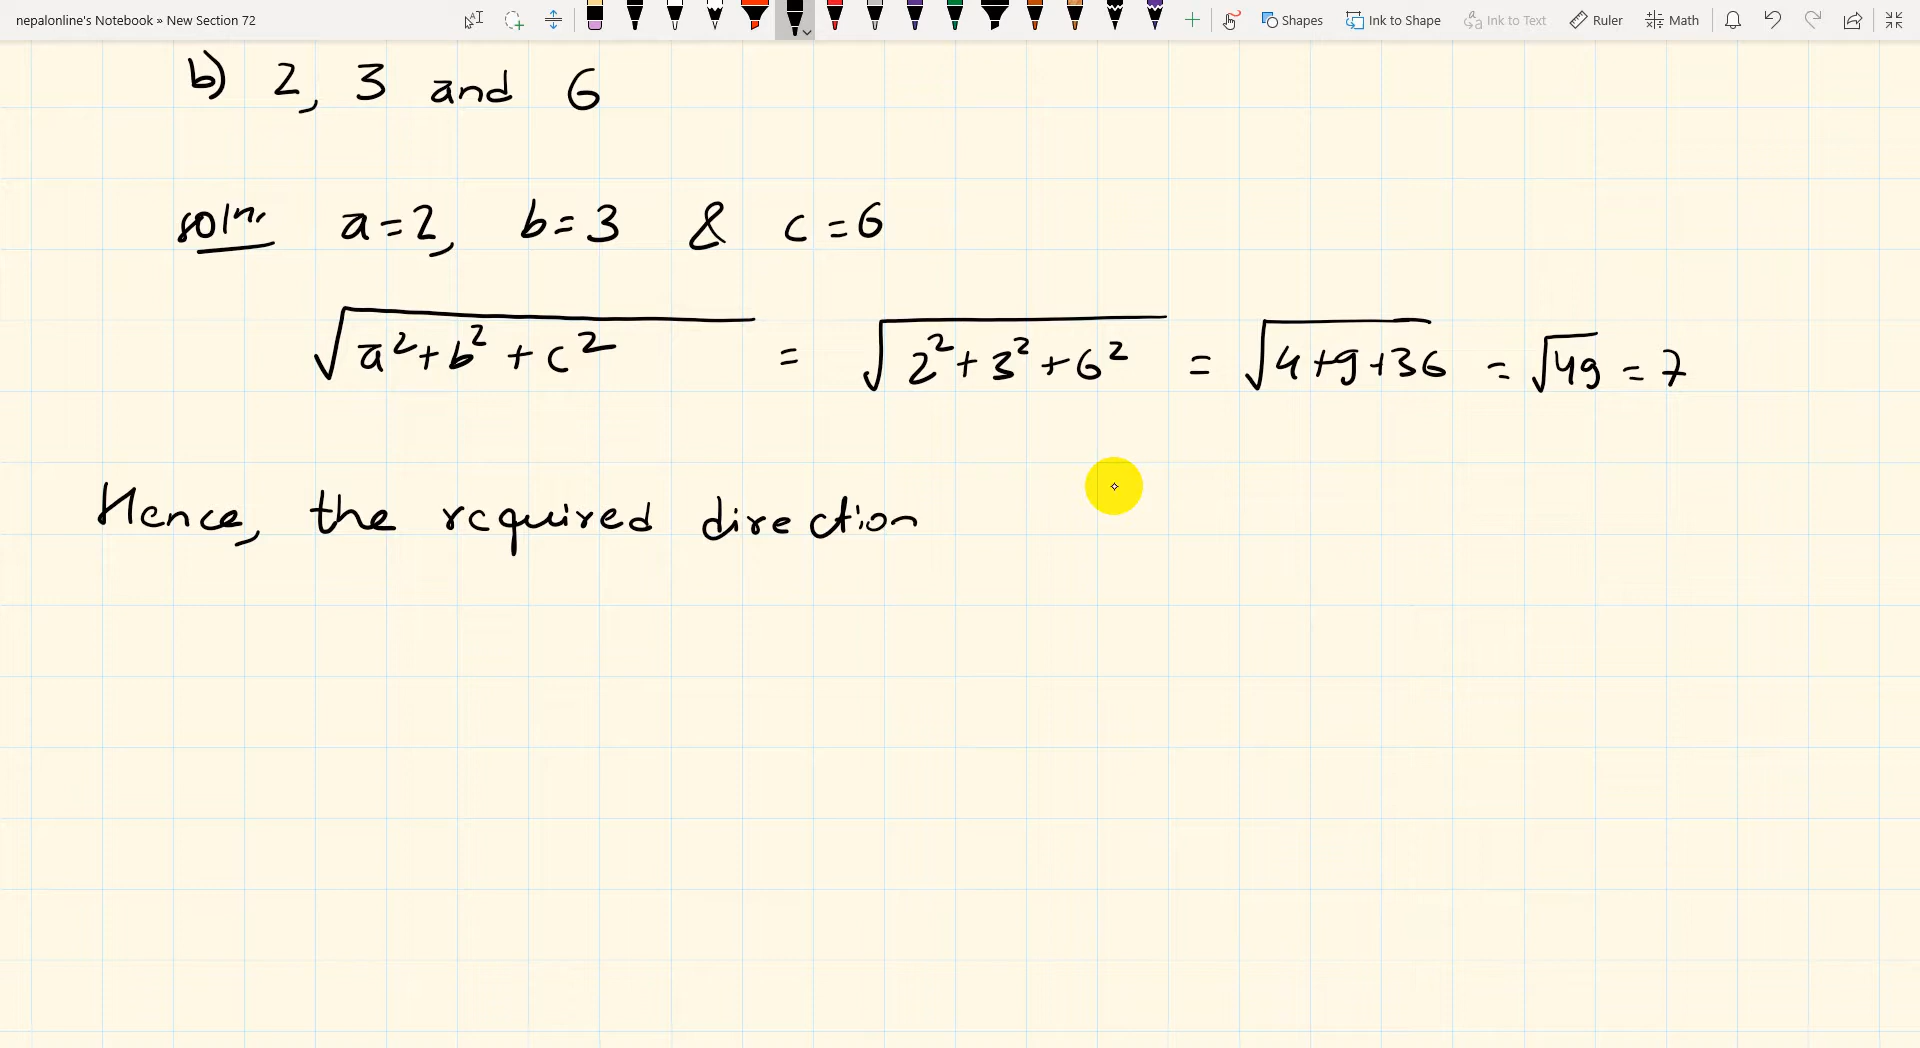 nepalonline's Notebook » New Section 72
Shapes Ink to Shape Ink to Text Ruler Math
b) 2, 3 and 6
soln. a=2, b=3 & c=6
√(a²+b²+c²) = √(2²+3²+6²) = √(4+9+36) = √49 = 7
Hence, the required direction